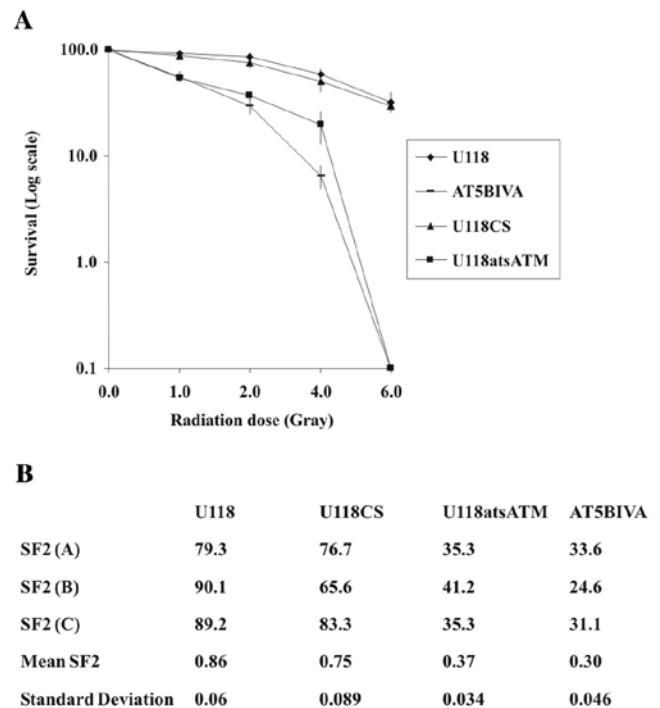 A
100.0
10.0
1.0
0.1
Survival (Log scale)
0.0 1.0 2.0 4.0 6.0
Radiation dose (Gray)
U118
AT5BIVA
U118CS
U118atsATM
B
U118 U118CS U118atsATM AT5BIVA
SF2 (A) 79.3 76.7 35.3 33.6
SF2 (B) 90.1 65.6 41.2 24.6
SF2 (C) 89.2 83.3 35.3 31.1
Mean SF2 0.86 0.75 0.37 0.30
Standard Deviation 0.06 0.089 0.034 0.046